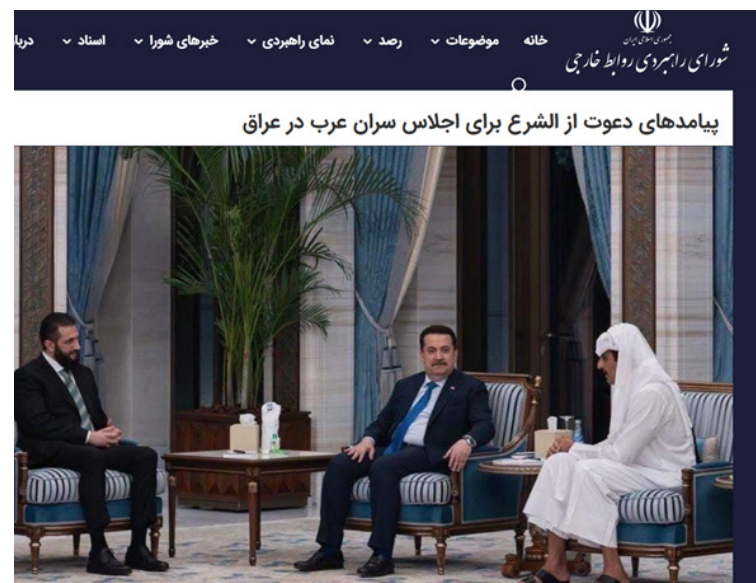 جمهوری اسلامی ایران
شورای راهبردی روابط خارجی
خانه
موضوعات
رصد
نمای راهبردی
خبرهای شورا
اسناد
دربا
پیامدهای دعوت از الشرع برای اجلاس سران عرب در عراق